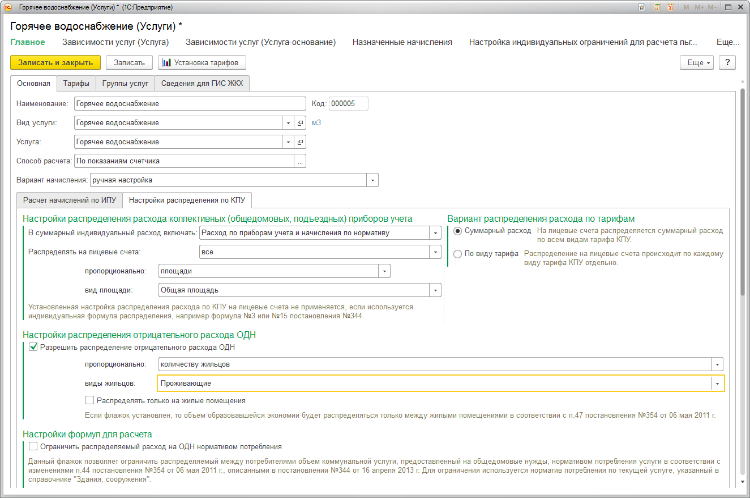 Горячее водоснабжение (Услуги) * (1С:Предприятие)
M M+ M-
Горячее водоснабжение (Услуги) *
Главное Зависимости услуг (Услуга) Зависимости услуг (Услуга-основание) Назначенные начисления Настройка индивидуальных ограничений для расчета пьг... Еще...
Записать и закрыть Записать Установка тарифов Еще ?
Основная Тарифы Группы услуг Сведения для ГИС ЖКХ
Наименование: Горячее водоснабжение Код: 000005
Вид услуги: Горячее водоснабжение м3
Услуга: Горячее водоснабжение
Способ расчета: По показаниям счетчика ...
Вариант начисления: ручная настройка
Расчет начислений по ИПУ Настройки распределения по КПУ
Настройки распределения расхода коллективных (общедомовых, подъездных) приборов учета
В суммарный индивидуальный расход включать: Расход по приборам учета и начисления по нормативу
Распределять на лицевые счета: все
пропорционально: площади
вид площади: Общая площадь
Установленная настройка распределения расхода по КПУ на лицевые счета не применяется, если используется
индивидуальная формула распределения, например формула №3 или №15 постановления №344.
Вариант распределения расхода по тарифам
Суммарный расход На лицевые счета распределяется суммарный расход
по всем видам тарифа КПУ.
По виду тарифа Распределение на лицевые счета происходит по каждому
виду тарифа КПУ отдельно.
Настройки распределения отрицательного расхода ОДН
Разрешить распределение отрицательного расхода ОДН
пропорционально: количеству жильцов
виды жильцов: Проживающие
Распределять только на жилые помещения
Если флажок установлен, то объем образовавшейся экономии будет распределяться только между жилыми помещениями в соответствии с п.47 постановления №354 от 06 мая 2011 г.
Настройки формул для расчета
Ограничить распределяемый расход на ОДН нормативом потребления
Данный флажок позволяет ограничить распределяемый между потребителями объем коммунальной услуги, предоставленный на общедомовые нужды, нормативом потребления услуги в соответствии с
изменениями п.44 постановления №354 от 06 мая 2011 г., описанными в постановлении №344 от 16 апреля 2013 г. Для ограничения используется норматив потребления по текущей услуге, указанный в
справочнике "Здания, сооружения".